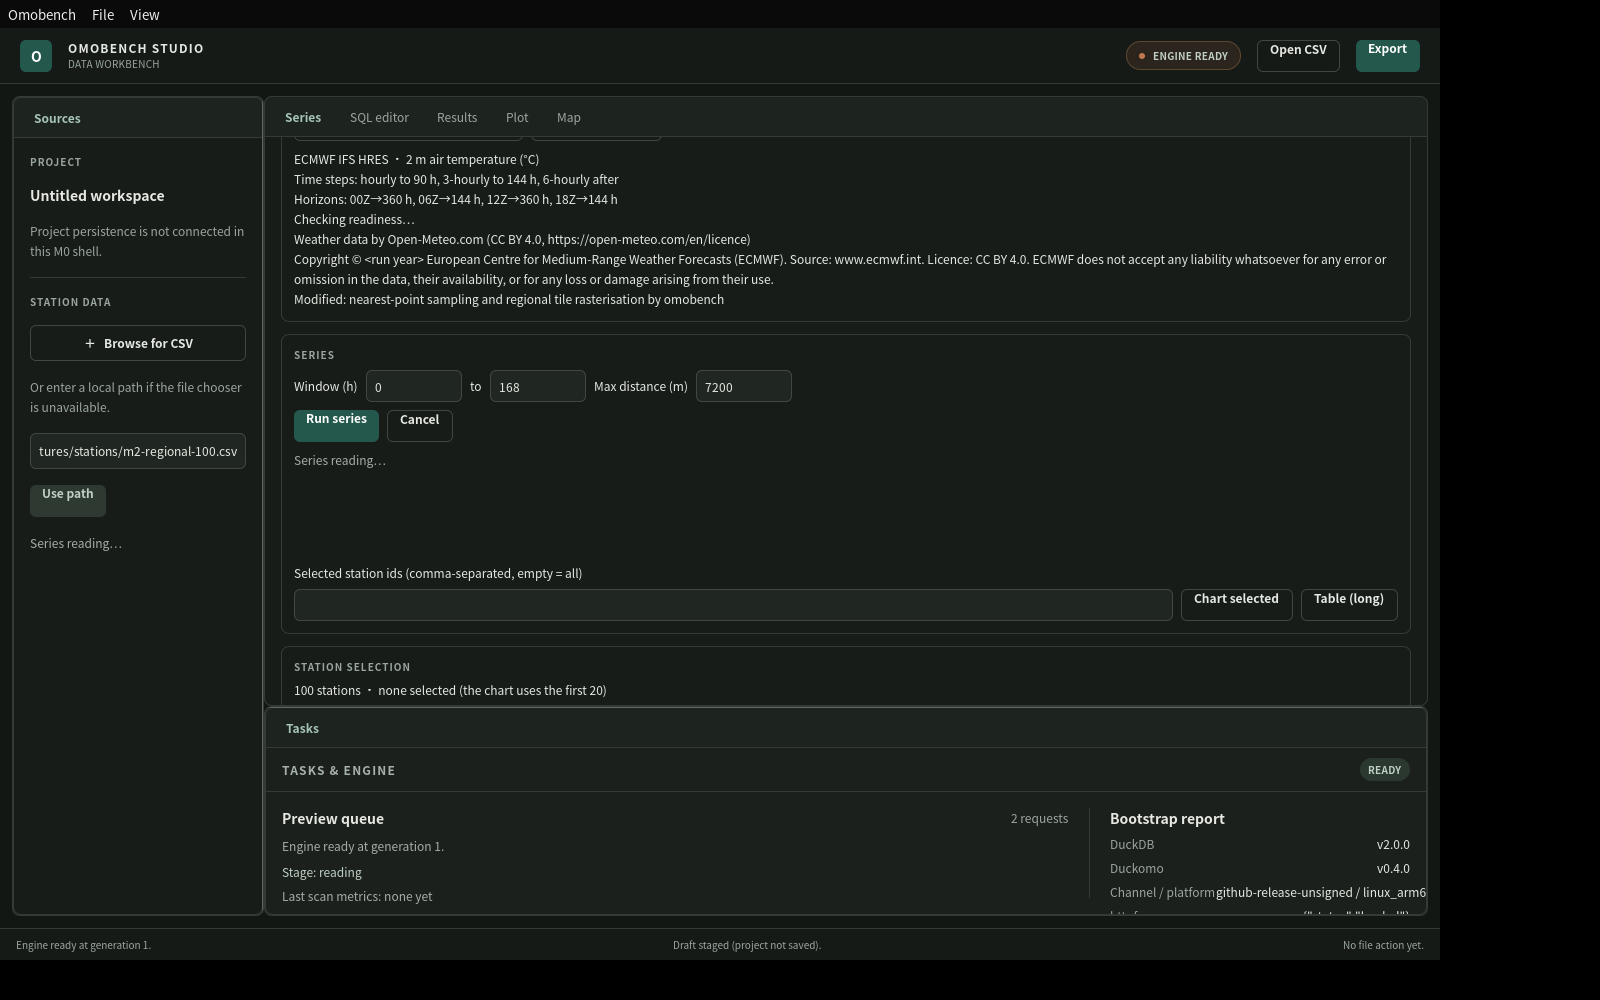 Omobench File View
O
OMOBENCH STUDIO
DATA WORKBENCH
ENGINE READY
Open CSV
Export
Sources
PROJECT
Untitled workspace
Project persistence is not connected in
this M0 shell.
STATION DATA
+ Browse for CSV
Or enter a local path if the file chooser
is unavailable.
tures/stations/m2-regional-100.csv
Use path
Series reading…
Series SQL editor Results Plot Map
ECMWF IFS HRES · 2 m air temperature (°C)
Time steps: hourly to 90 h, 3-hourly to 144 h, 6-hourly after
Horizons: 00Z→360 h, 06Z→144 h, 12Z→360 h, 18Z→144 h
Checking readiness…
Weather data by Open-Meteo.com (CC BY 4.0, https://open-meteo.com/en/licence)
Copyright © <run year> European Centre for Medium-Range Weather Forecasts (ECMWF). Source: www.ecmwf.int. Licence: CC BY 4.0. ECMWF does not accept any liability whatsoever for any error or
omission in the data, their availability, or for any loss or damage arising from their use.
Modified: nearest-point sampling and regional tile rasterisation by omobench
SERIES
Window (h) 0 to 168 Max distance (m) 7200
Run series Cancel
Series reading…
Selected station ids (comma-separated, empty = all)
Chart selected Table (long)
STATION SELECTION
100 stations · none selected (the chart uses the first 20)
Tasks
TASKS & ENGINE
READY
Preview queue 2 requests
Engine ready at generation 1.
Stage: reading
Last scan metrics: none yet
Bootstrap report
DuckDB v2.0.0
Duckomo v0.4.0
Channel / platform github-release-unsigned / linux_arm6
Engine ready at generation 1.
Draft staged (project not saved).
No file action yet.